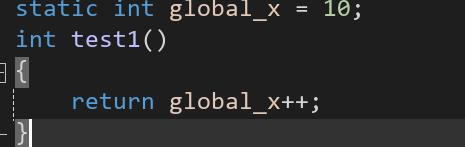 static int global_x = 10;
int test1()
{
    return global_x++;
}